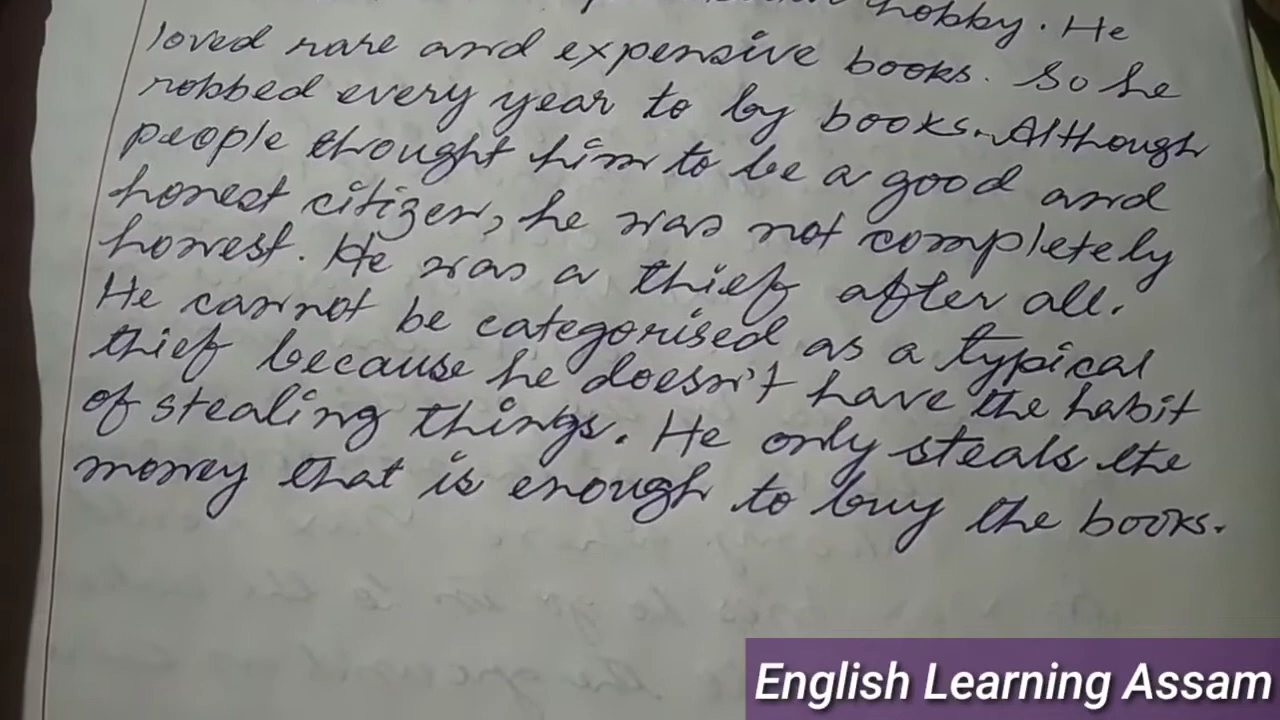 hobby. He
loved rare and expensive books. So he
robbed every year to by books. Although
people thought him to be a good and
honest citizen, he was not completely
honest. He was a thief after all.
He cannot be categorised as a typical
thief because he doesn't have the habit
of stealing things. He only steals the
money that is enough to buy the books.
English Learning Assam